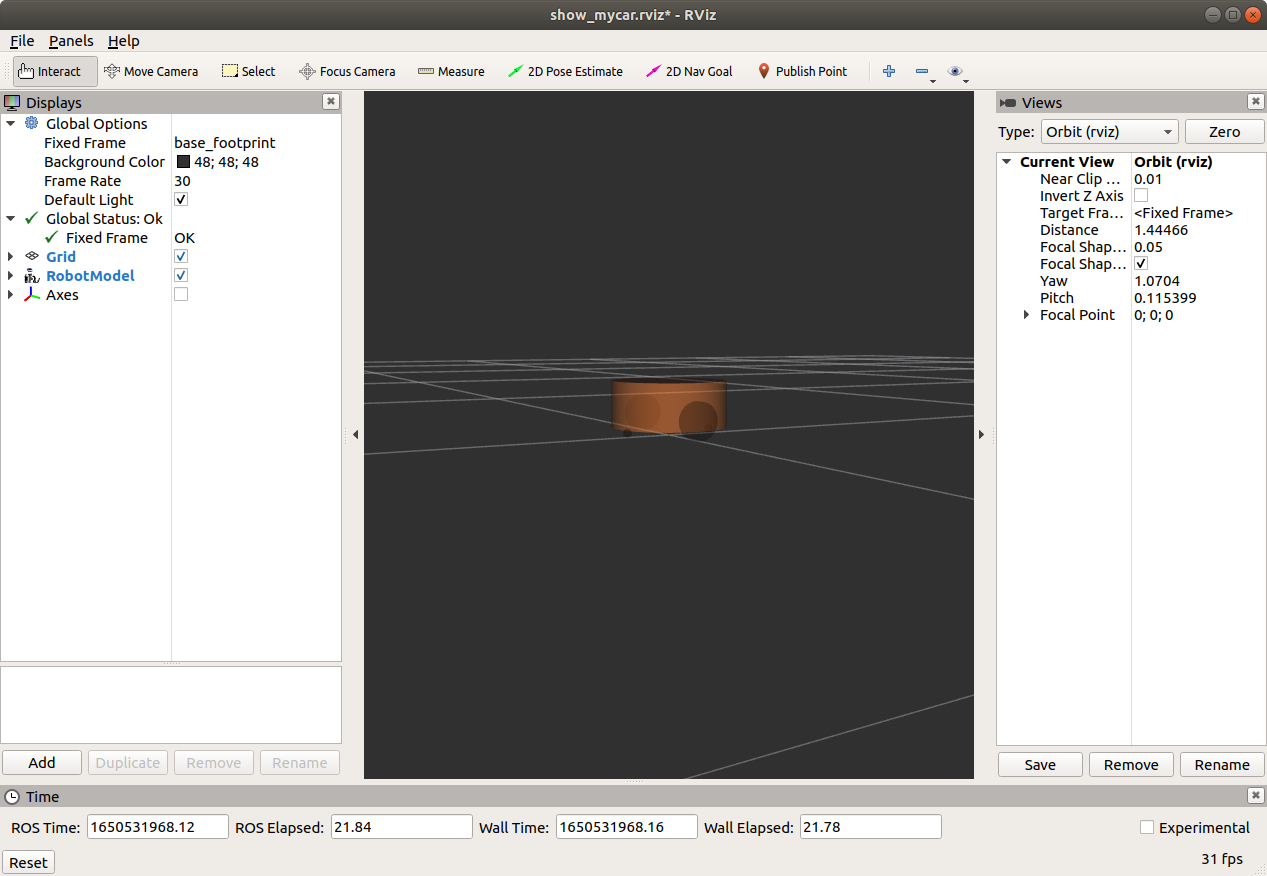 show_mycar.rviz* - RViz
File Panels Help
Interact Move Camera Select Focus Camera Measure 2D Pose Estimate 2D Nav Goal Publish Point
Displays
Global Options
Fixed Frame base_footprint
Background Color 48; 48; 48
Frame Rate 30
Default Light
Global Status: Ok
Fixed Frame OK
Grid
RobotModel
Axes
Add Duplicate Remove Rename
Views
Type: Orbit (rviz) Zero
Current View Orbit (rviz)
Near Clip ... 0.01
Invert Z Axis
Target Fra... <Fixed Frame>
Distance 1.44466
Focal Shap... 0.05
Focal Shap...
Yaw 1.0704
Pitch 0.115399
Focal Point 0; 0; 0
Save Remove Rename
Time
ROS Time: 1650531968.12 ROS Elapsed: 21.84 Wall Time: 1650531968.16 Wall Elapsed: 21.78 Experimental
Reset 31 fps